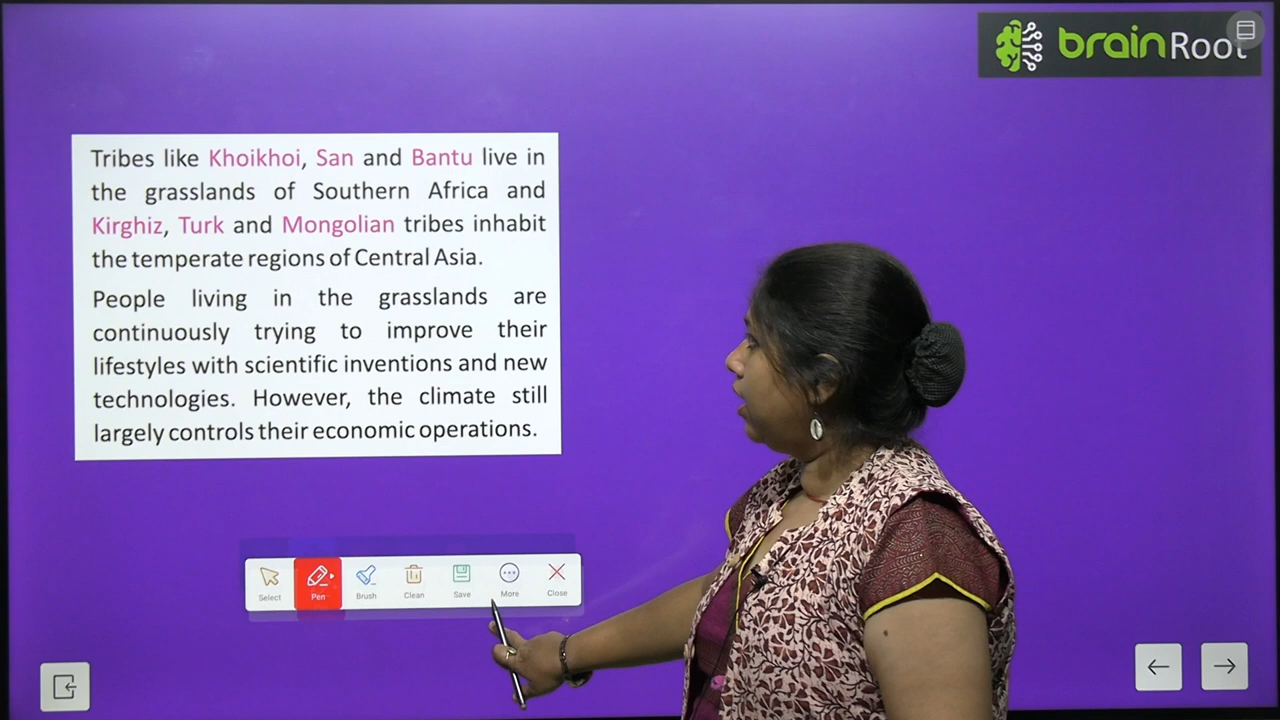 brainRoot
Tribes like Khoikhoi, San and Bantu live in
the grasslands of Southern Africa and
Kirghiz, Turk and Mongolian tribes inhabit
the temperate regions of Central Asia.
People living in the grasslands are
continuously trying to improve their
lifestyles with scientific inventions and new
technologies. However, the climate still
largely controls their economic operations.
Select Pen Brush Clean Save More Close